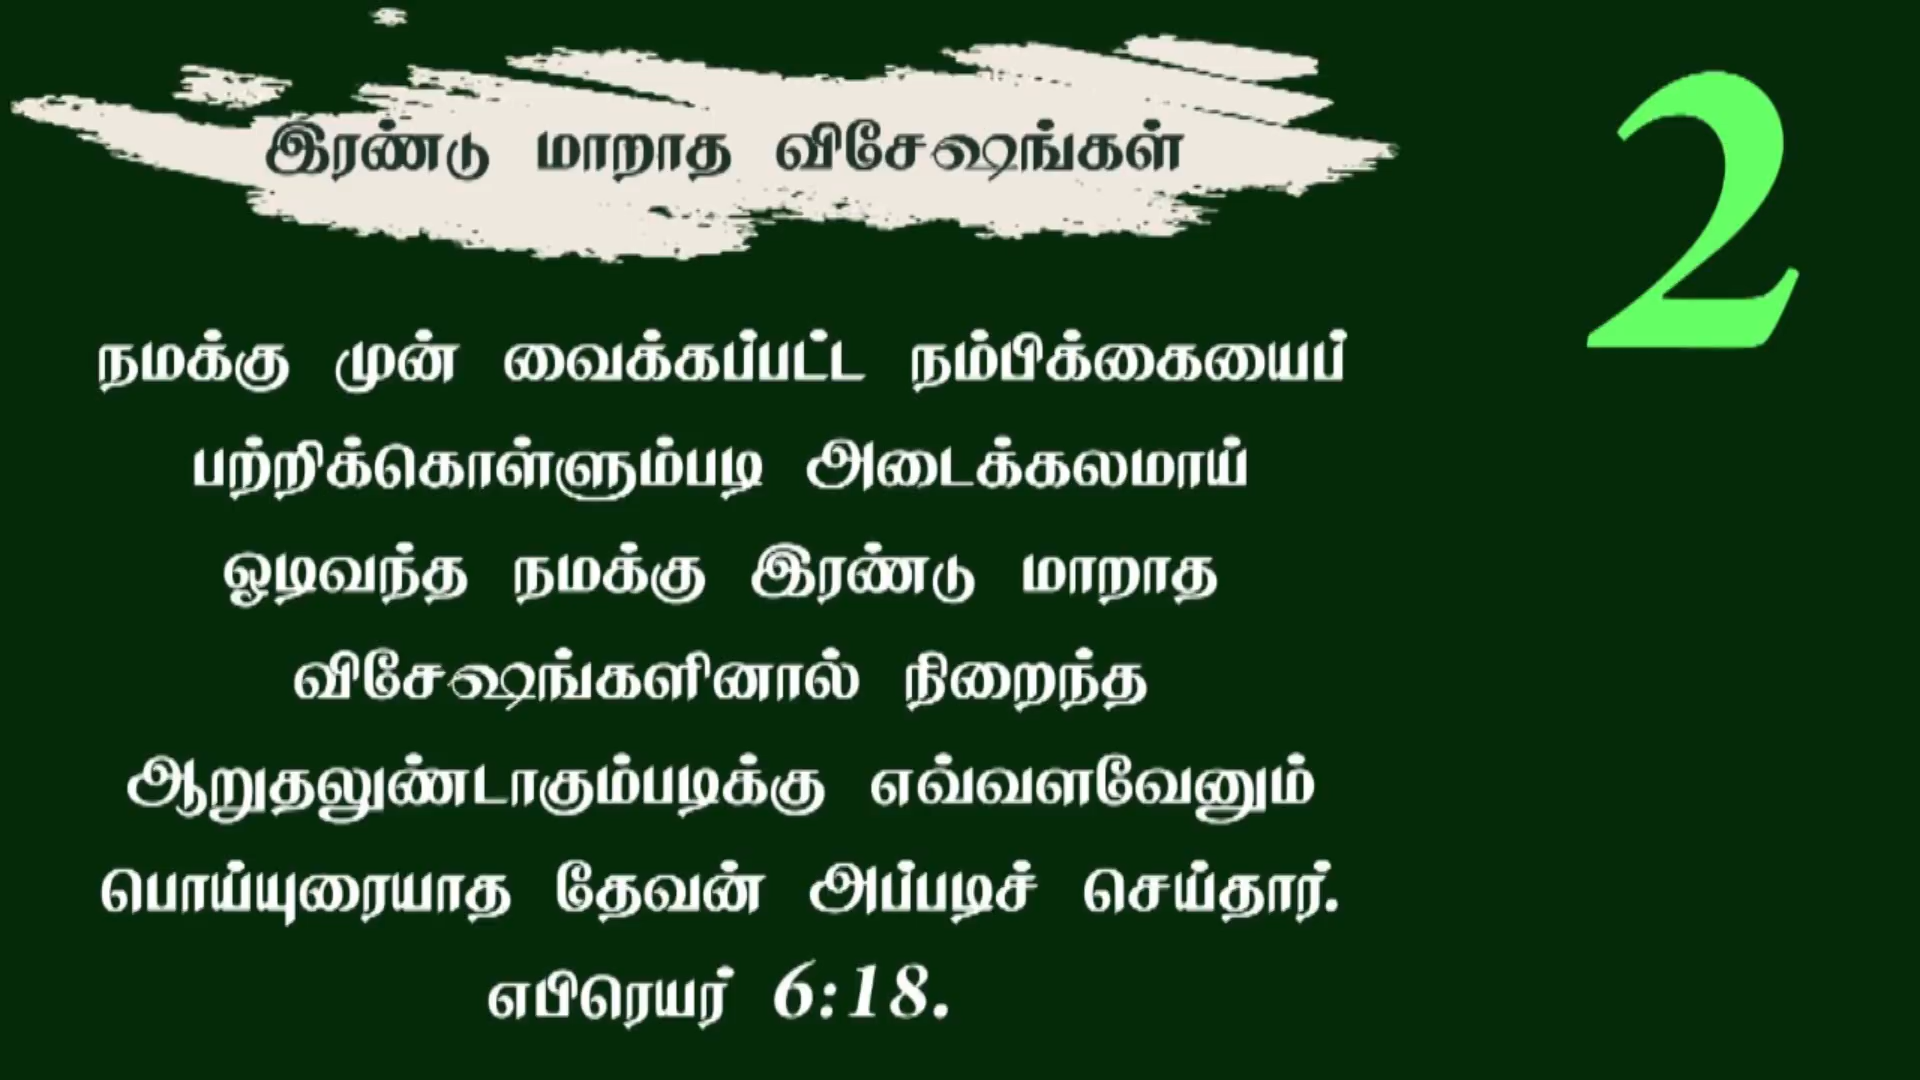 இரண்டு மாறாத விசேஷங்கள்
2
நமக்கு முன் வைக்கப்பட்ட நம்பிக்கையைப்
பற்றிக்கொள்ளும்படி அடைக்கலமாய்
ஓடிவந்த நமக்கு இரண்டு மாறாத
விசேஷங்களினால் நிறைந்த
ஆறுதலுண்டாகும்படிக்கு எவ்வளவேனும்
பொய்யுரையாத தேவன் அப்படிச் செய்தார்.
எபிரெயர் 6:18.